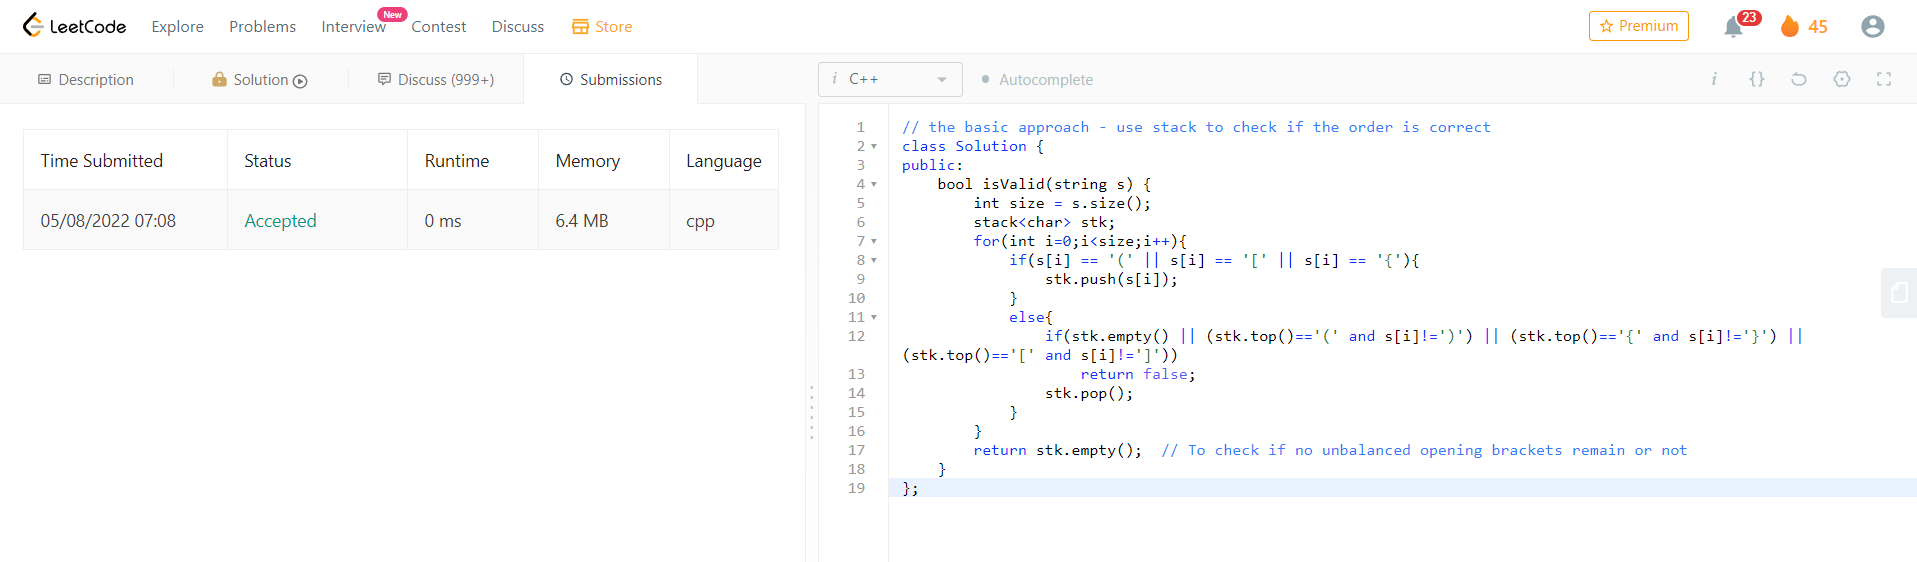 LeetCode Explore Problems Interview New Contest Discuss Store Premium 23 45
Description Solution Discuss (999+) Submissions
i C++ Autocomplete i {}
Time Submitted Status Runtime Memory Language
05/08/2022 07:08 Accepted 0 ms 6.4 MB cpp
1 // the basic approach - use stack to check if the order is correct
2 class Solution {
3 public:
4     bool isValid(string s) {
5         int size = s.size();
6         stack<char> stk;
7         for(int i=0;i<size;i++){
8             if(s[i] == '(' || s[i] == '[' || s[i] == '{'){
9                 stk.push(s[i]);
10             }
11             else{
12                 if(stk.empty() || (stk.top()=='(' and s[i]!=')') || (stk.top()=='{' and s[i]!='}') ||
(stk.top()=='[' and s[i]!=']'))
13                     return false;
14                 stk.pop();
15             }
16         }
17         return stk.empty();  // To check if no unbalanced opening brackets remain or not
18     }
19 };